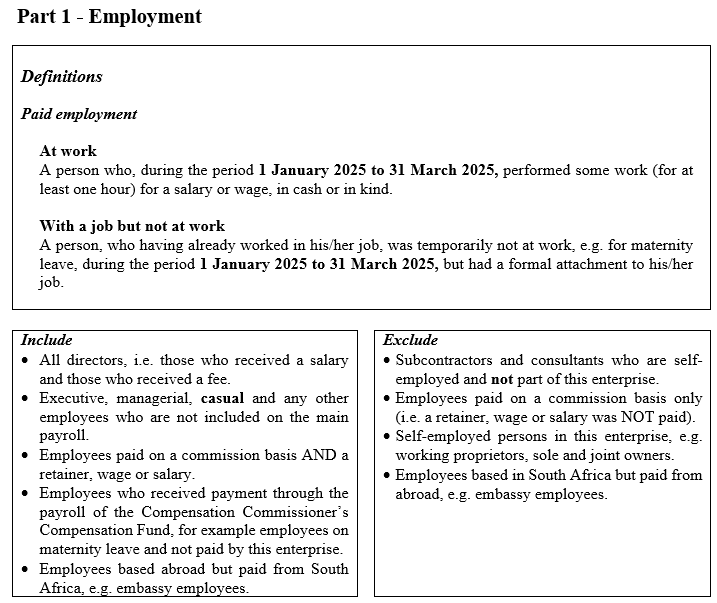 Part 1 - Employment
Definitions
Paid employment
At work
A person who, during the period 1 January 2025 to 31 March 2025, performed some work (for at
least one hour) for a salary or wage, in cash or in kind.
With a job but not at work
A person, who having already worked in his/her job, was temporarily not at work, e.g. for maternity
leave, during the period 1 January 2025 to 31 March 2025, but had a formal attachment to his/her
job.
Include
• All directors, i.e. those who received a salary
and those who received a fee.
• Executive, managerial, casual and any other
employees who are not included on the main
payroll.
• Employees paid on a commission basis AND a
retainer, wage or salary.
• Employees who received payment through the
payroll of the Compensation Commissioner's
Compensation Fund, for example employees on
maternity leave and not paid by this enterprise.
• Employees based abroad but paid from South
Africa, e.g. embassy employees.
Exclude
• Subcontractors and consultants who are self-
employed and not part of this enterprise.
• Employees paid on a commission basis only
(i.e. a retainer, wage or salary was NOT paid).
• Self-employed persons in this enterprise, e.g.
working proprietors, sole and joint owners.
• Employees based in South Africa but paid from
abroad, e.g. embassy employees.